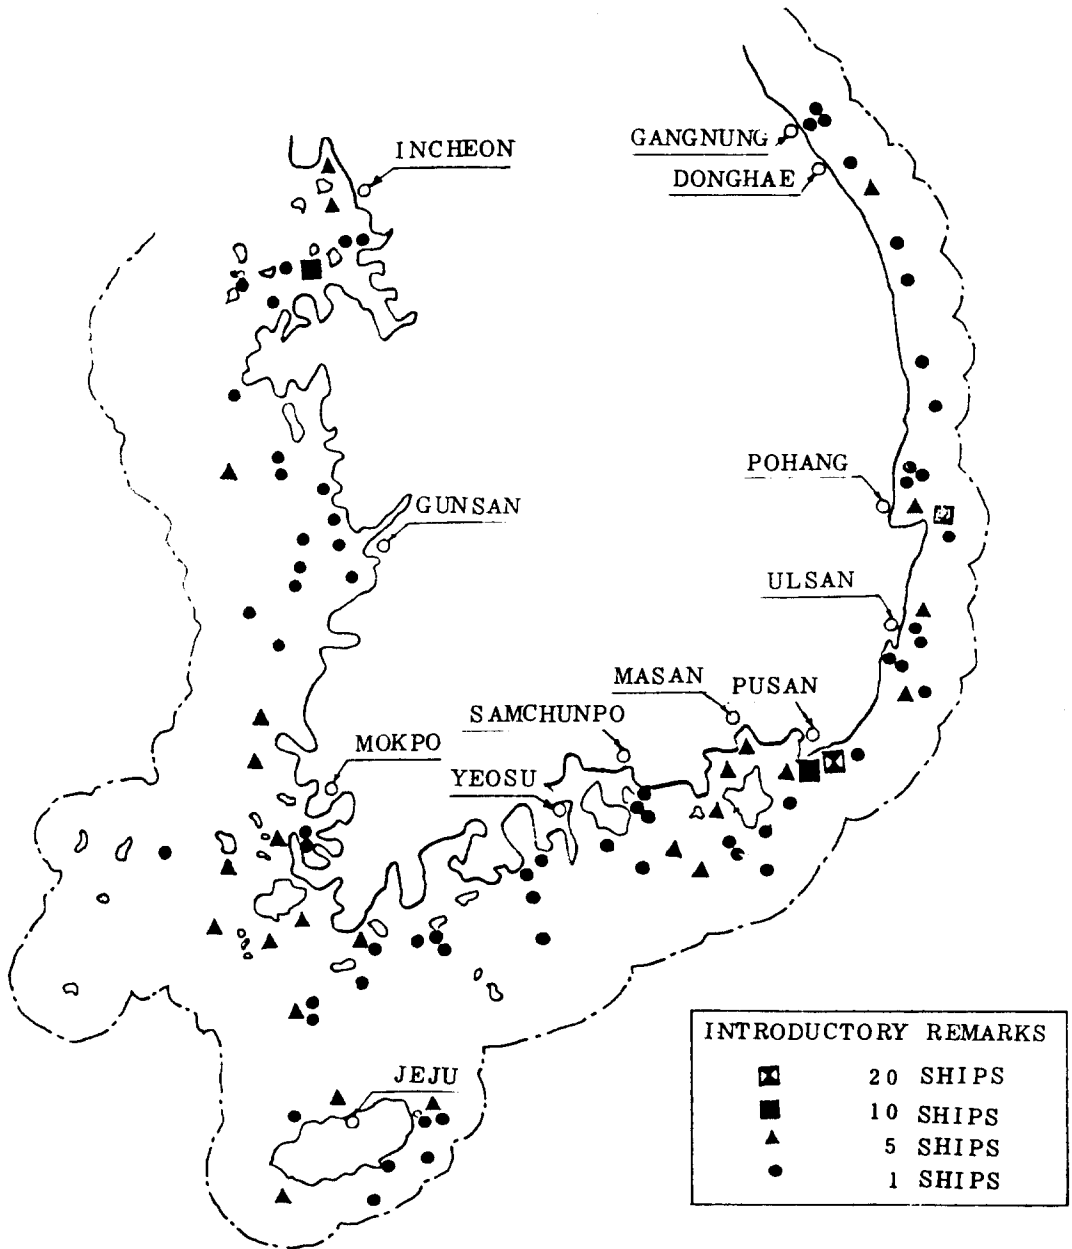 GANGNUNG
INCHEON
DONGHAE
POHANG
GUNSAN
ULSAN
MASAN
PUSAN
SAMCHUNPO
MOKPO
YEOSU
JEJU
INTRODUCTORY REMARKS
20 SHIPS
10 SHIPS
5 SHIPS
1 SHIPS